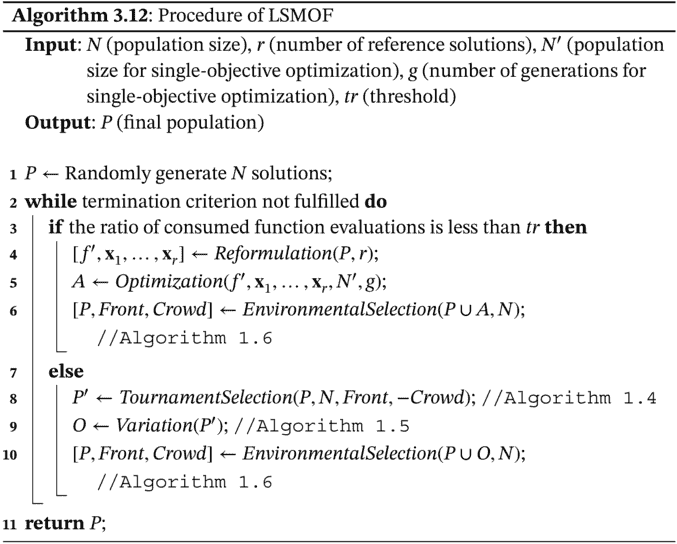 Algorithm 3.12: Procedure of LSMOF
Input: N (population size), r (number of reference solutions), N′ (population
size for single-objective optimization), g (number of generations for
single-objective optimization), tr (threshold)
Output: P (final population)
1 P ← Randomly generate N solutions;
2 while termination criterion not fulfilled do
3 if the ratio of consumed function evaluations is less than tr then
4 [f′, x₁, … , xᵣ] ← Reformulation(P, r);
5 A ← Optimization(f′, x₁, … , xᵣ, N′, g);
6 [P, Front, Crowd] ← EnvironmentalSelection(P ∪ A, N);
//Algorithm 1.6
7 else
8 P′ ← TournamentSelection(P, N, Front, −Crowd); //Algorithm 1.4
9 O ← Variation(P′); //Algorithm 1.5
10 [P, Front, Crowd] ← EnvironmentalSelection(P ∪ O, N);
//Algorithm 1.6
11 return P;